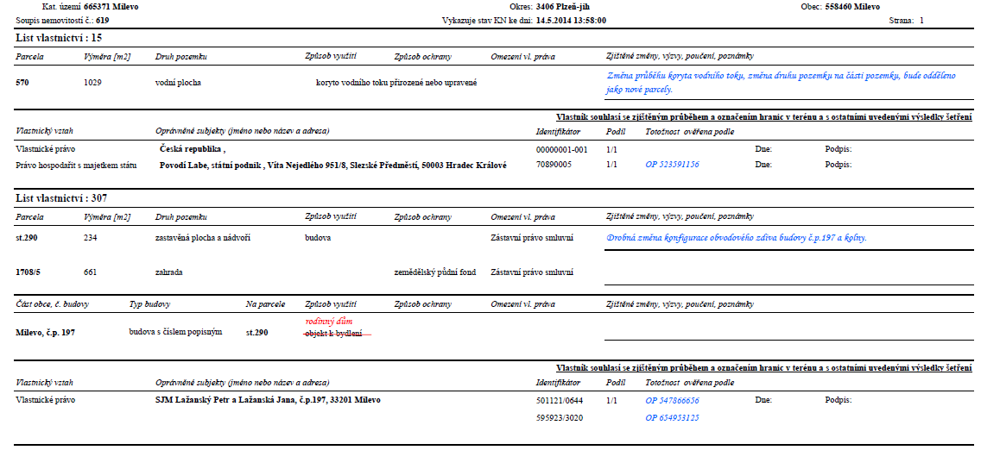 Kat. území 665371 Milevo Okres: 3406 Plzeň-jih Obec: 558460 Milevo
Soupis nemovitostí č.: 619 Vykazuje stav KN ke dni: 14.5.2014 13:58:00 Strana: 1
List vlastnictví : 15
Parcela Výměra [m2] Druh pozemku Způsob využití Způsob ochrany Omezení vl. práva Zjištěné změny, výzvy, poučení, poznámky
570 1029 vodní plocha koryto vodního toku přirozené nebo upravené Změna průběhu koryta vodního toku, změna druhu pozemku na části pozemku, bude odděleno
jako nové parcely.
Vlastník souhlasí se zjištěným průběhem a označením hranic v terénu a s ostatními uvedenými výsledky šetření
Vlastnický vztah Oprávněné subjekty (jméno nebo název a adresa) Identifikátor Podíl Totožnost ověřena podle
Vlastnické právo Česká republika , 00000001-001 1/1 Dne: Podpis:
Právo hospodařit s majetkem státu Povodí Labe, státní podnik , Víta Nejedlého 951/8, Slezské Předměstí, 50003 Hradec Králové 70890005 1/1 OP 523591156 Dne: Podpis:
List vlastnictví : 307
Parcela Výměra [m2] Druh pozemku Způsob využití Způsob ochrany Omezení vl. práva Zjištěné změny, výzvy, poučení, poznámky
st.290 234 zastavěná plocha a nádvoří budova Zástavní právo smluvní Drobná změna konfigurace obvodového zdiva budovy č.p.197 a kolny.
1708/5 661 zahrada zemědělský půdní fond Zástavní právo smluvní
Část obce, č. budovy Typ budovy Na parcele Způsob využití Způsob ochrany Omezení vl. práva Zjištěné změny, výzvy, poučení, poznámky
rodinný dům
Milevo, č.p. 197 budova s číslem popisným st.290 objekt k bydlení
Vlastník souhlasí se zjištěným průběhem a označením hranic v terénu a s ostatními uvedenými výsledky šetření
Vlastnický vztah Oprávněné subjekty (jméno nebo název a adresa) Identifikátor Podíl Totožnost ověřena podle
Vlastnické právo SJM Lažanský Petr a Lažanská Jana, č.p.197, 33201 Milevo 501121/0644 1/1 OP 547866656 Dne: Podpis:
595923/3020 OP 654953125